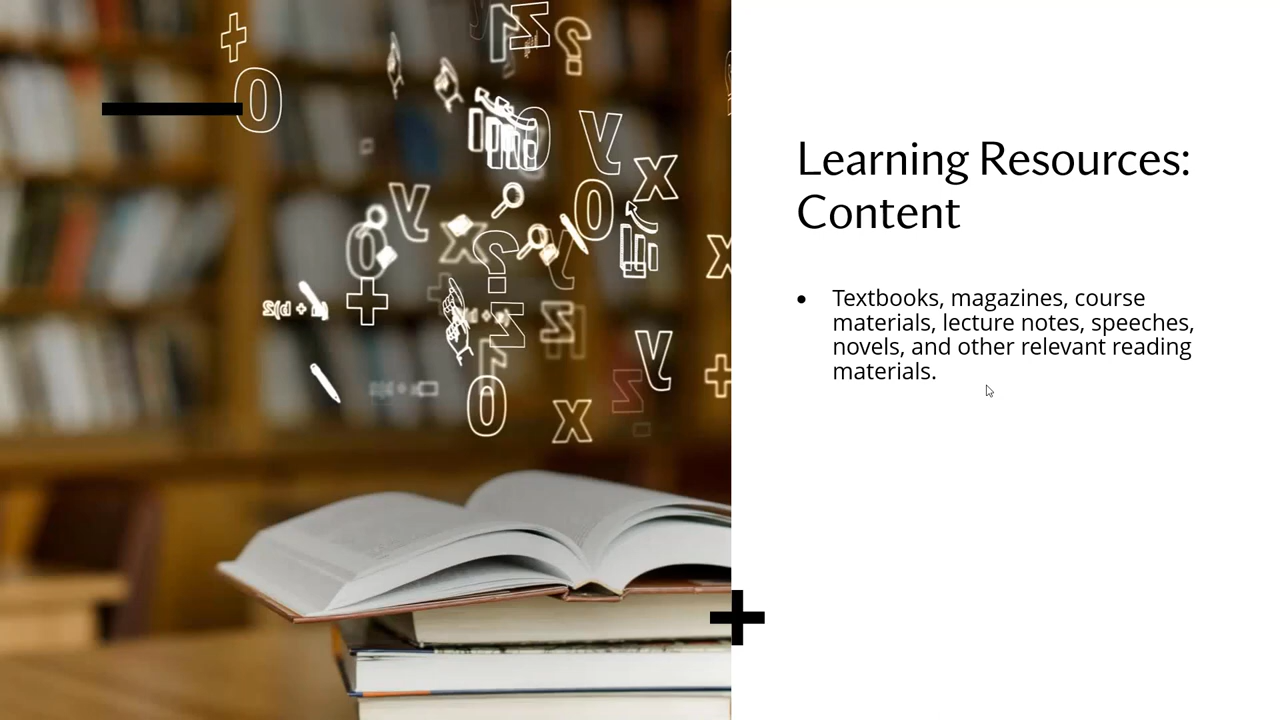 Learning Resources:
Content
• Textbooks, magazines, course
materials, lecture notes, speeches,
novels, and other relevant reading
materials.